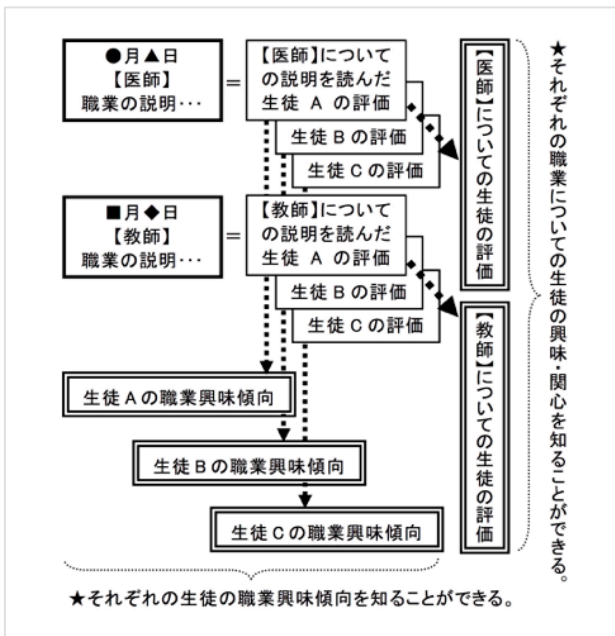 ●月▲日
【医師】
職業の説明･･･
＝
【医師】について
の説明を読んだ
生徒 A の評価
生徒Bの評価
生徒Cの評価
【医師】についての生徒の評価
■月◆日
【教師】
職業の説明･･･
＝
【教師】について
の説明を読んだ
生徒 A の評価
生徒Bの評価
生徒Cの評価
【教師】についての生徒の評価
★それぞれの職業についての生徒の興味・関心を知ることができる。
生徒Aの職業興味傾向
生徒Bの職業興味傾向
生徒Cの職業興味傾向
★それぞれの生徒の職業興味傾向を知ることができる。